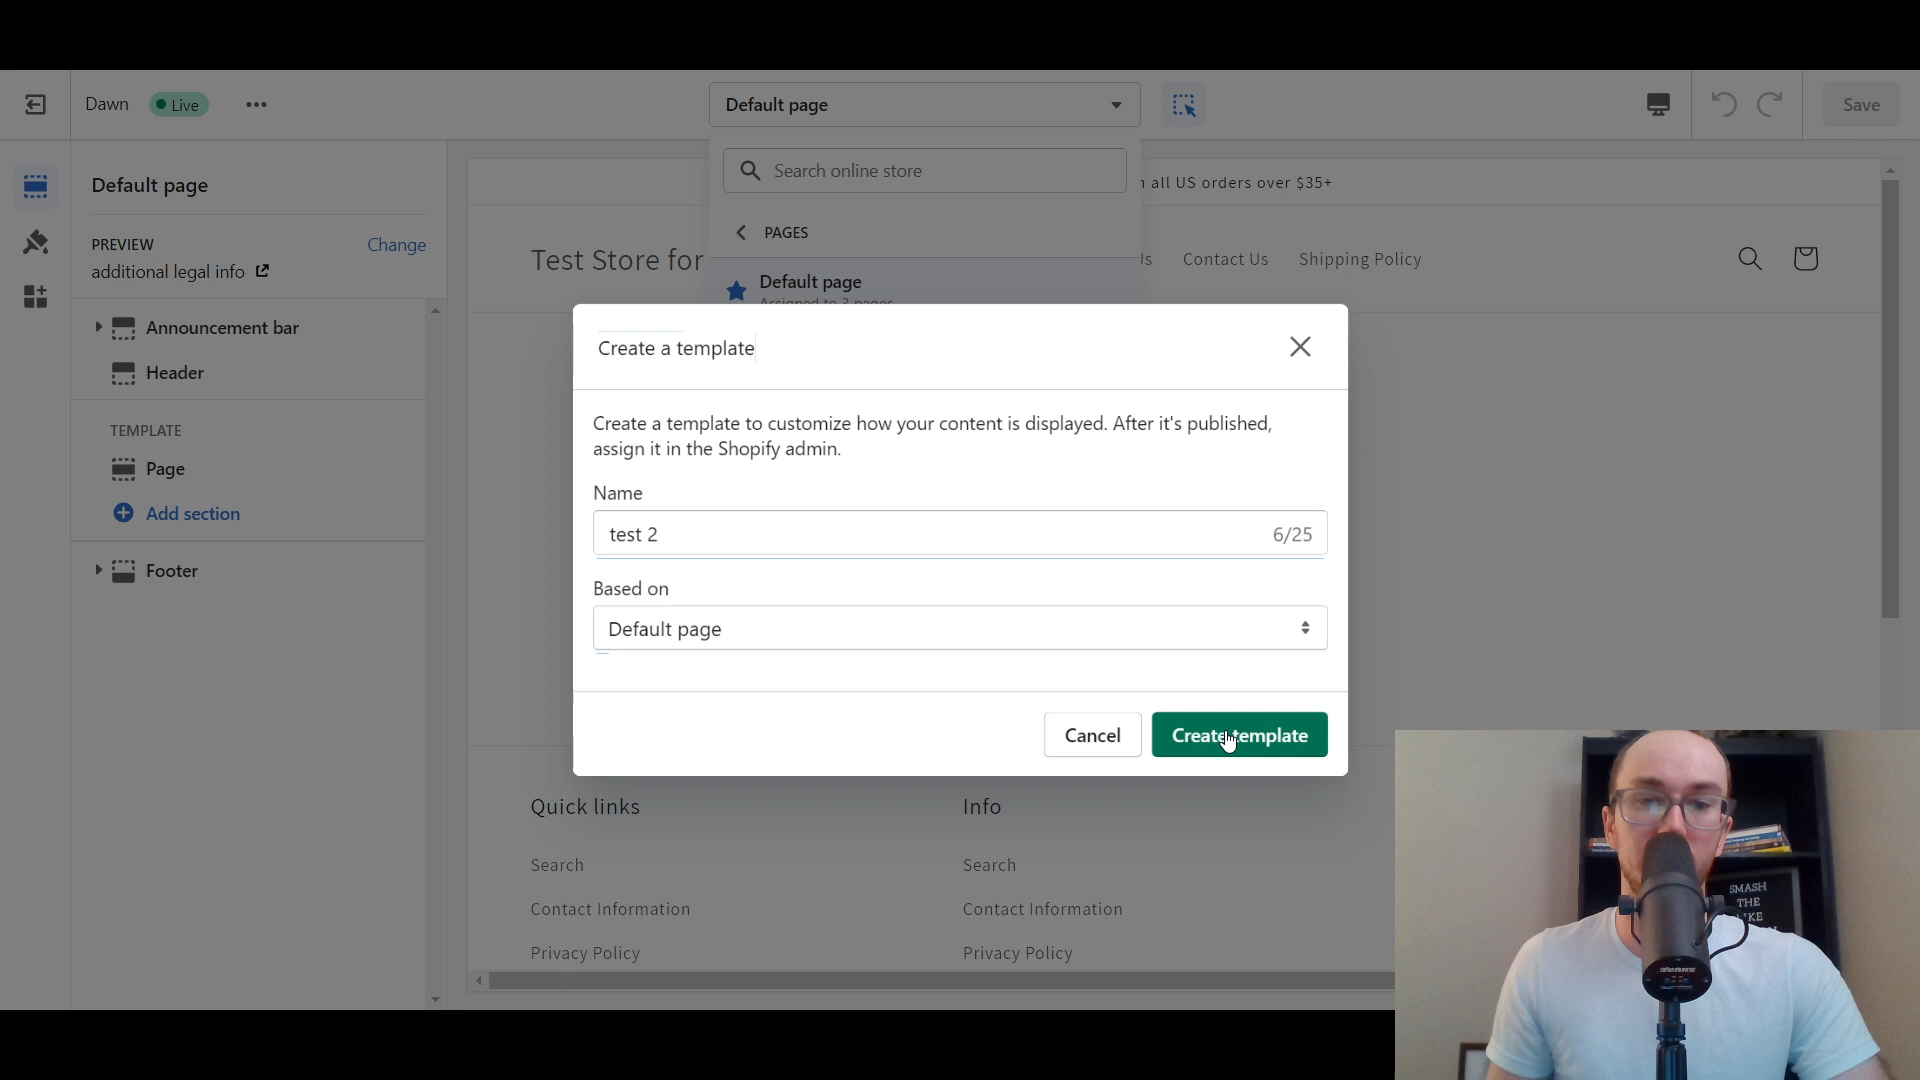 Dawn
Live
Default page
Save
Default page
Search online store
all US orders over $35+
PREVIEW
Change
PAGES
additional legal info
Test Store for
Contact Us
Shipping Policy
Default page
Announcement bar
Header
TEMPLATE
Page
Add section
Footer
Create a template
Create a template to customize how your content is displayed. After it's published,
assign it in the Shopify admin.
Name
test 2
6/25
Based on
Default page
Cancel
Create template
Quick links
Info
Search
Search
Contact Information
Contact Information
Privacy Policy
Privacy Policy
SMASH
THE